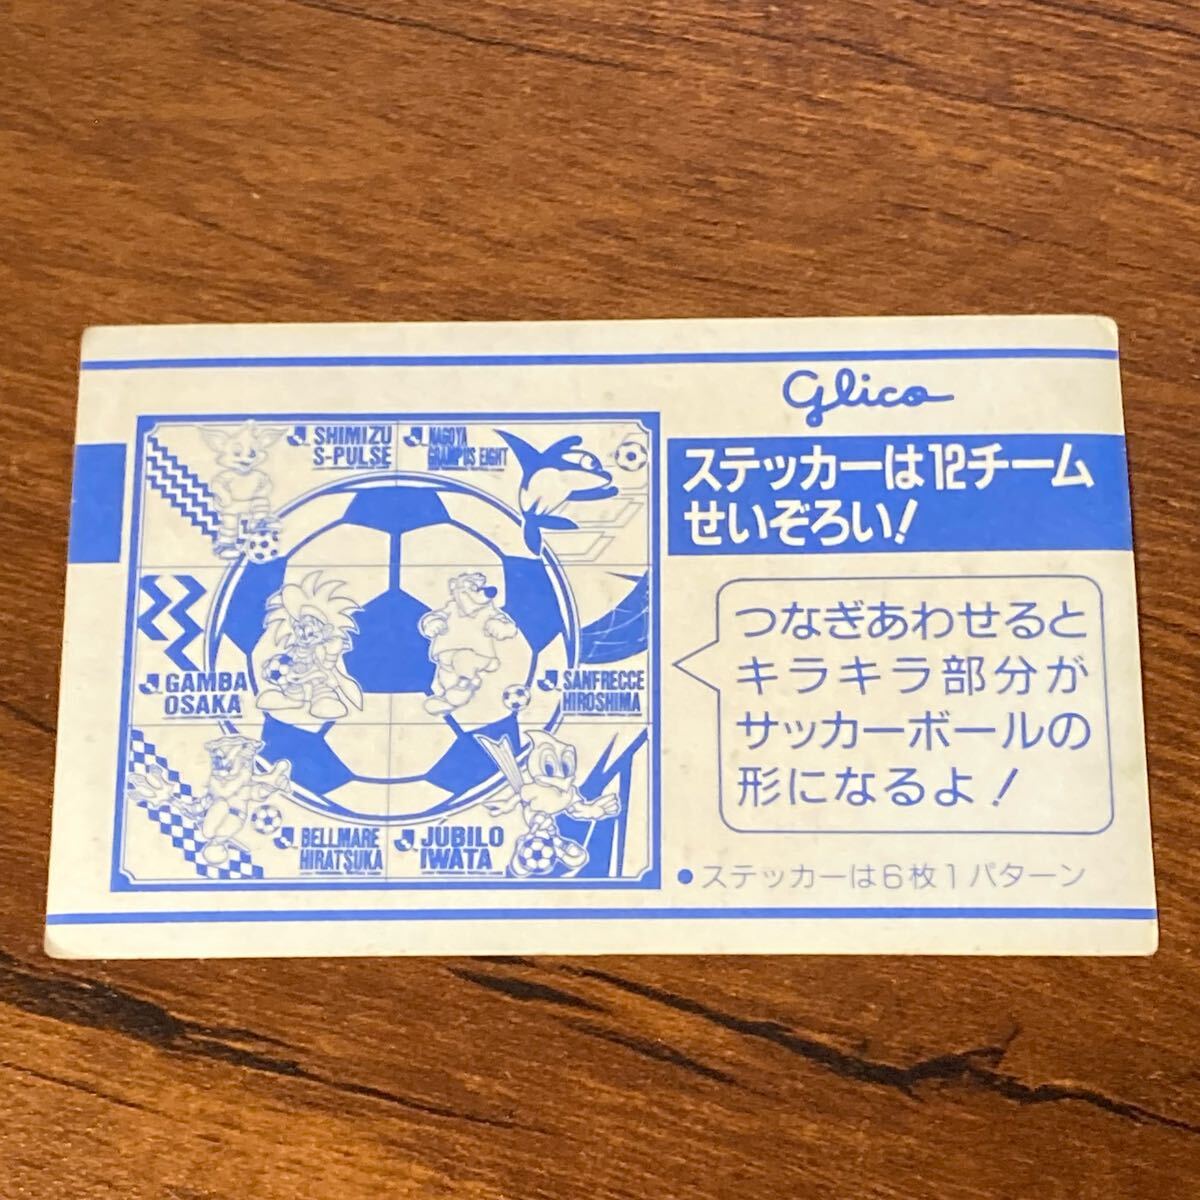 Glico
ステッカーは12チーム
せいぞろい!
つなぎあわせると
キラキラ部分が
サッカーボールの
形になるよ!
●ステッカーは6枚1パターン
SHIMIZU
S-PULSE
NAGOYA
GRAMPUS EIGHT
GAMBA
OSAKA
SANFRECCE
HIROSHIMA
BELLMARE
HIRATSUKA
JUBILO
IWATA